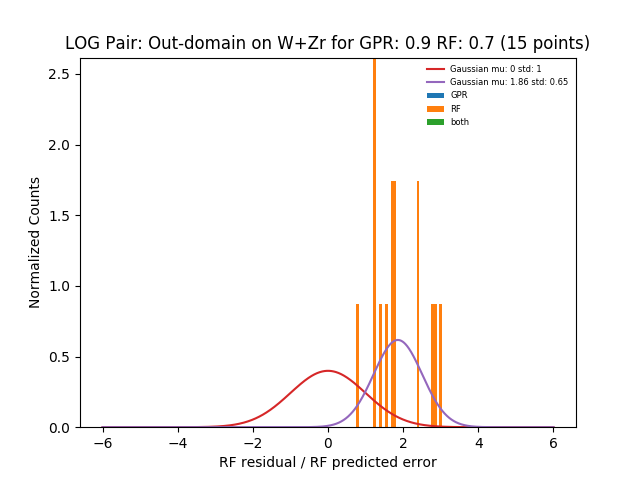 LOG Pair: Out-domain on W+Zr for GPR: 0.9 RF: 0.7 (15 points)
Gaussian mu: 0 std: 1
Gaussian mu: 1.86 std: 0.65
GPR
RF
both
2.5
2.0
1.5
1.0
0.5
0.0
Normalized Counts
−6 −4 −2 0 2 4 6
RF residual / RF predicted error